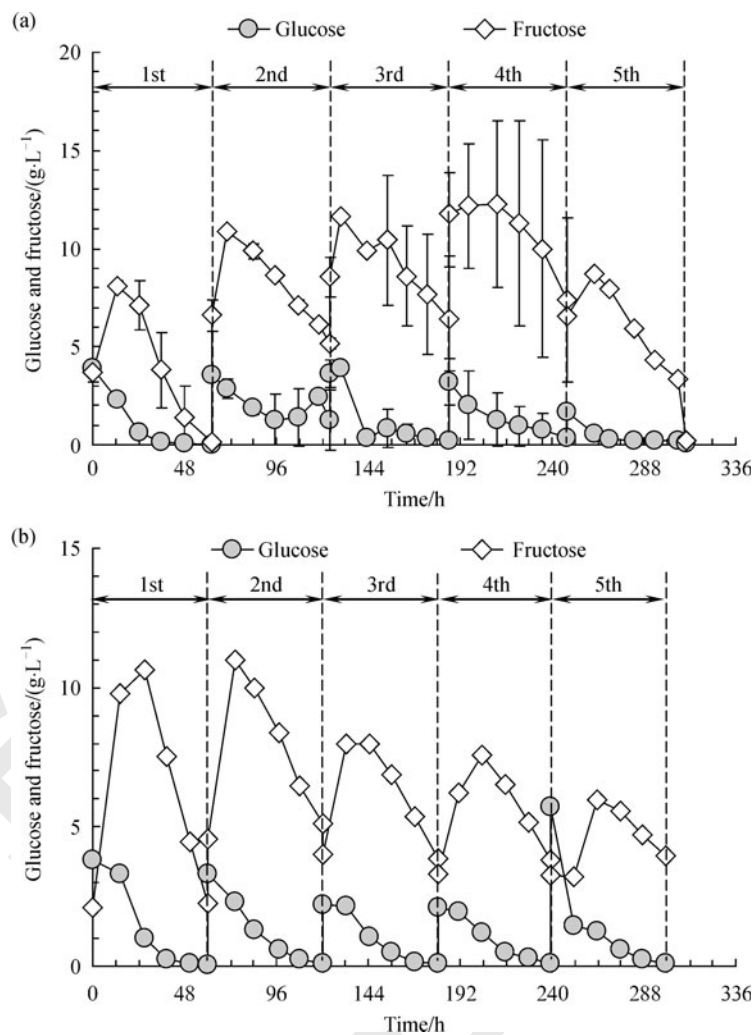 (a)
Glucose Fructose
20
1st 2nd 3rd 4th 5th
15
10
5
0
Glucose and fructose/(g·L⁻¹)
0 48 96 144 192 240 288 336
Time/h
(b)
15
Glucose Fructose
1st 2nd 3rd 4th 5th
10
5
0
Glucose and fructose/(g·L⁻¹)
0 48 96 144 192 240 288 336
Time/h